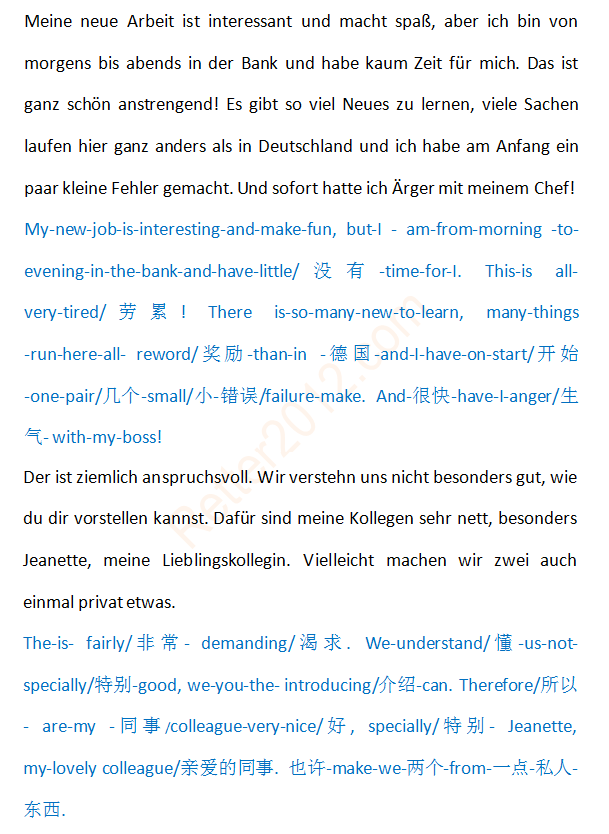 Meine neue Arbeit ist interessant und macht spaß, aber ich bin von
morgens bis abends in der Bank und habe kaum Zeit für mich. Das ist
ganz schön anstrengend! Es gibt so viel Neues zu lernen, viele Sachen
laufen hier ganz anders als in Deutschland und ich habe am Anfang ein
paar kleine Fehler gemacht. Und sofort hatte ich Ärger mit meinem Chef!
My-new-job-is-interesting-and-make-fun, but-I - am-from-morning -to-
evening-in-the-bank-and-have-little/ 没有 -time-for-I. This-is all-
very-tired/ 劳累! There is-so-many-new-to-learn, many-things
-run-here-all- reword/奖励-than-in -德国-and-I-have-on-start/开始
-one-pair/几个-small/小-错误/failure-make. And-很快-have-I-anger/生
气- with-my-boss!
Der ist ziemlich anspruchsvoll. Wir verstehn uns nicht besonders gut, wie
du dir vorstellen kannst. Dafür sind meine Kollegen sehr nett, besonders
Jeanette, meine Lieblingskollegin. Vielleicht machen wir zwei auch
einmal privat etwas.
The-is- fairly/非常- demanding/渴求. We-understand/懂-us-not-
specially/特别-good, we-you-the- introducing/介绍-can. Therefore/所以
- are-my -同事/colleague-very-nice/好, specially/特别- Jeanette,
my-lovely colleague/亲爱的同事. 也许-make-we-两个-from-一点-私人-
东西.
Retter2012.com